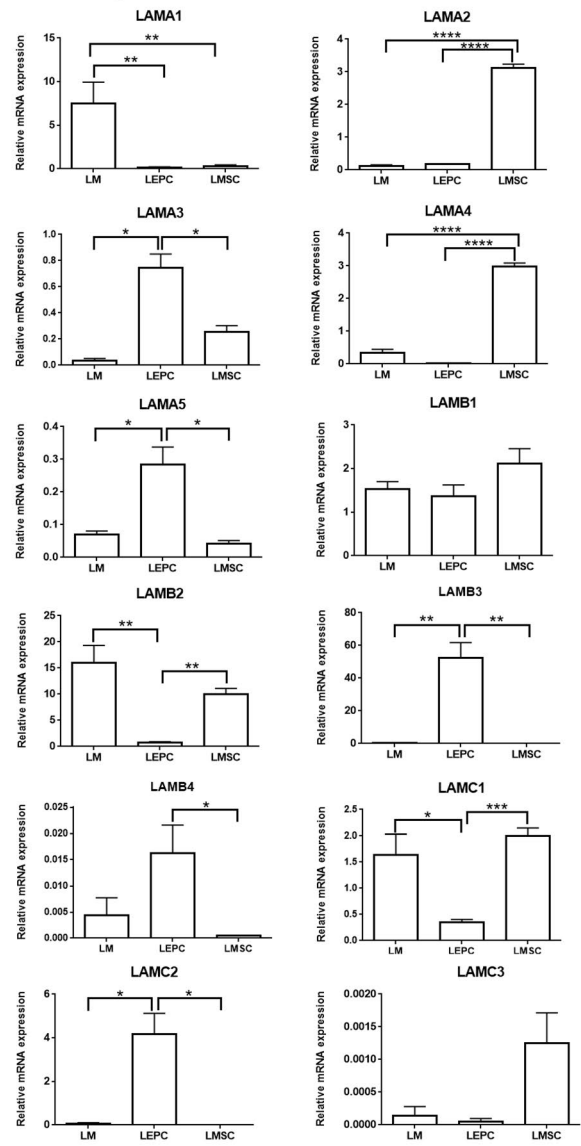 LAMA1
Relative mRNA expression
15
10
5
0
**
**
LM LEPC LMSC
LAMA2
Relative mRNA expression
4
3
2
1
0
****
****
LM LEPC LMSC
LAMA3
Relative mRNA expression
1.0
0.8
0.6
0.4
0.2
0.0
* *
LM LEPC LMSC
LAMA4
Relative mRNA expression
4
3
2
1
0
****
****
LM LEPC LMSC
LAMA5
Relative mRNA expression
0.4
0.3
0.2
0.1
0.0
* *
LM LEPC LMSC
LAMB1
Relative mRNA expression
3
2
1
0
LM LEPC LMSC
LAMB2
Relative mRNA expression
25
20
15
10
5
0
**
**
LM LEPC LMSC
LAMB3
Relative mRNA expression
80
60
40
20
0
** **
LM LEPC LMSC
LAMB4
Relative mRNA expression
0.025
0.020
0.015
0.010
0.005
0.000
*
LM LEPC LMSC
LAMC1
Relative mRNA expression
2.5
2.0
1.5
1.0
0.5
0.0
* ***
LM LEPC LMSC
LAMC2
Relative mRNA expression
6
4
2
0
* *
LM LEPC LMSC
LAMC3
Relative mRNA expression
0.0020
0.0015
0.0010
0.0005
0.0000
LM LEPC LMSC